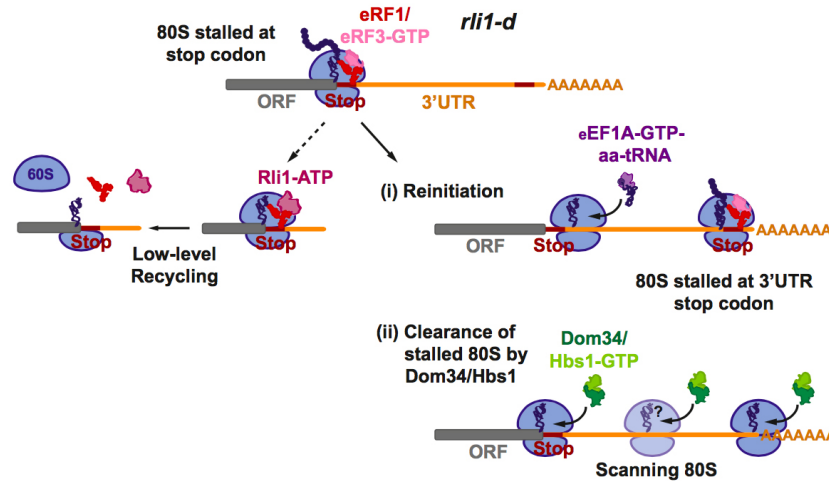 80S stalled at
stop codon
eRF1/
eRF3-GTP
rli1-d
ORF
Stop
3'UTR
AAAAAAA
60S
Stop
Low-level
Recycling
Rli1-ATP
Stop
(i) Reinitiation
eEF1A-GTP-
aa-tRNA
ORF
Stop
Stop
AAAAAAA
80S stalled at 3'UTR
stop codon
(ii) Clearance of
stalled 80S by
Dom34/Hbs1
Dom34/
Hbs1-GTP
?
ORF
Stop
AAAAAAA
Scanning 80S